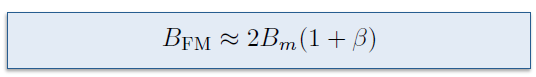 B_FM ≈ 2B_m(1 + β)